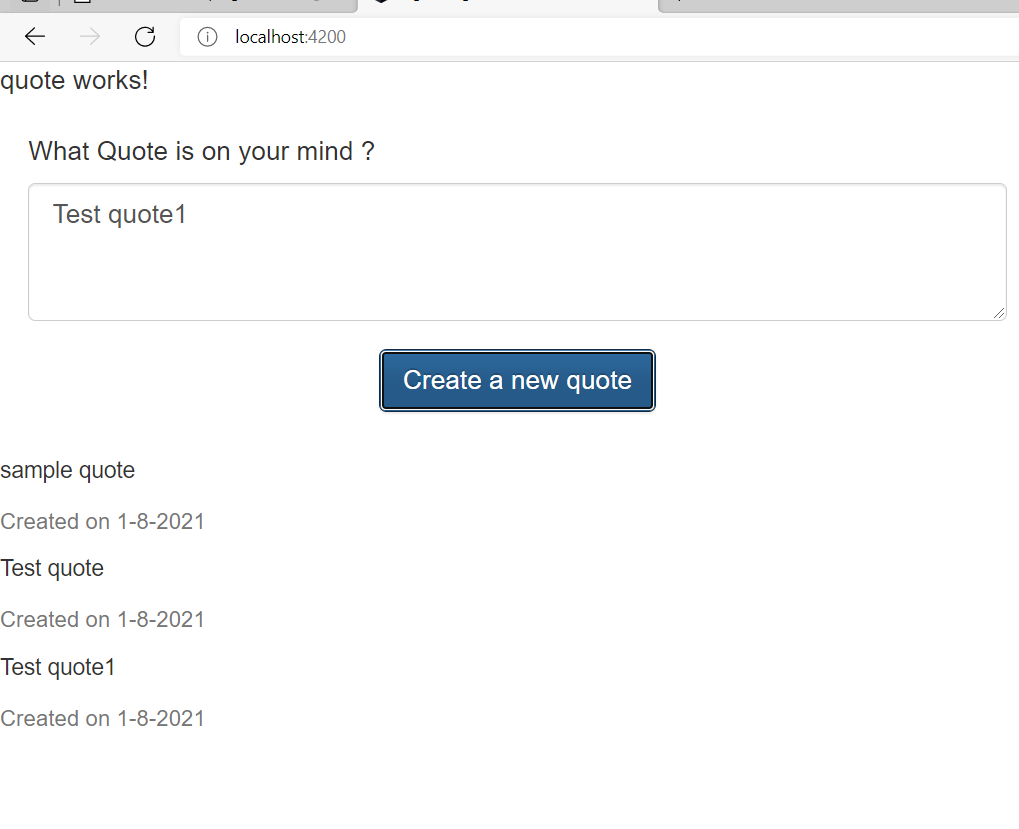 localhost:4200
quote works!
What Quote is on your mind ?
Test quote1
Create a new quote
sample quote
Created on 1-8-2021
Test quote
Created on 1-8-2021
Test quote1
Created on 1-8-2021